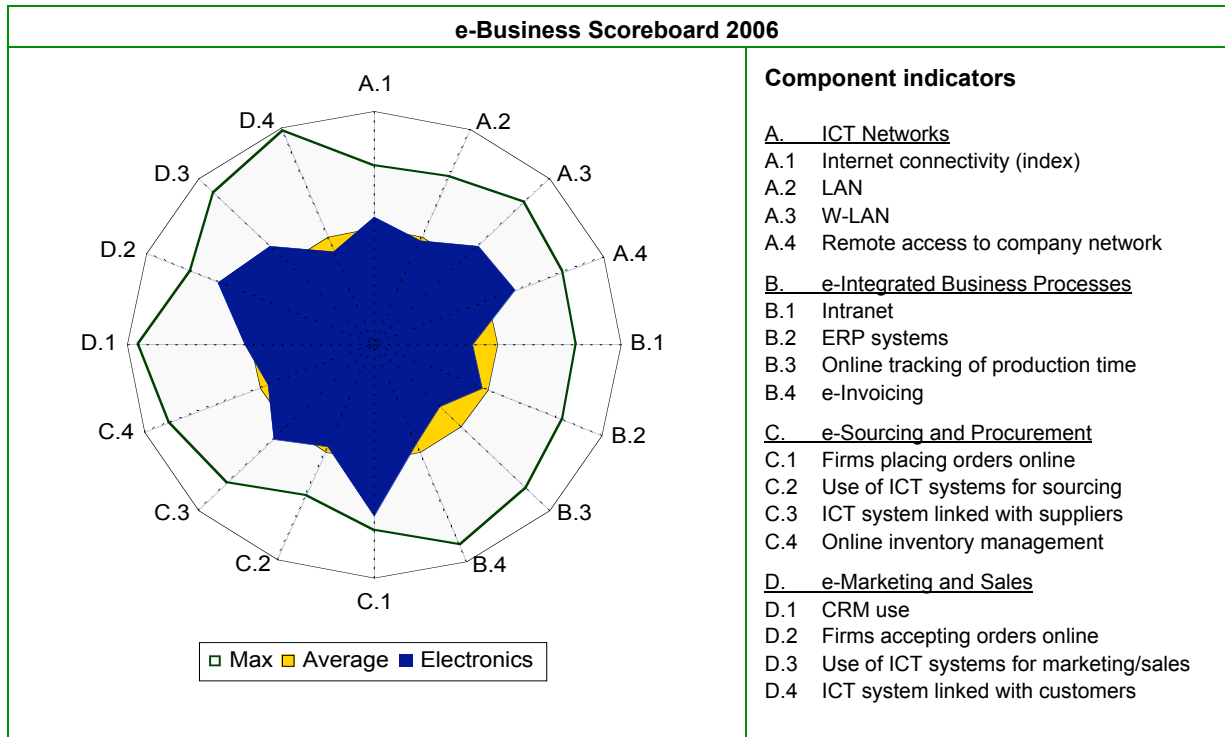 e-Business Scoreboard 2006
A.1
A.2
A.3
A.4
B.1
B.2
B.3
B.4
C.1
C.2
C.3
C.4
D.1
D.2
D.3
D.4
Max Average Electronics
Component indicators
A. ICT Networks
A.1 Internet connectivity (index)
A.2 LAN
A.3 W-LAN
A.4 Remote access to company network
B. e-Integrated Business Processes
B.1 Intranet
B.2 ERP systems
B.3 Online tracking of production time
B.4 e-Invoicing
C. e-Sourcing and Procurement
C.1 Firms placing orders online
C.2 Use of ICT systems for sourcing
C.3 ICT system linked with suppliers
C.4 Online inventory management
D. e-Marketing and Sales
D.1 CRM use
D.2 Firms accepting orders online
D.3 Use of ICT systems for marketing/sales
D.4 ICT system linked with customers